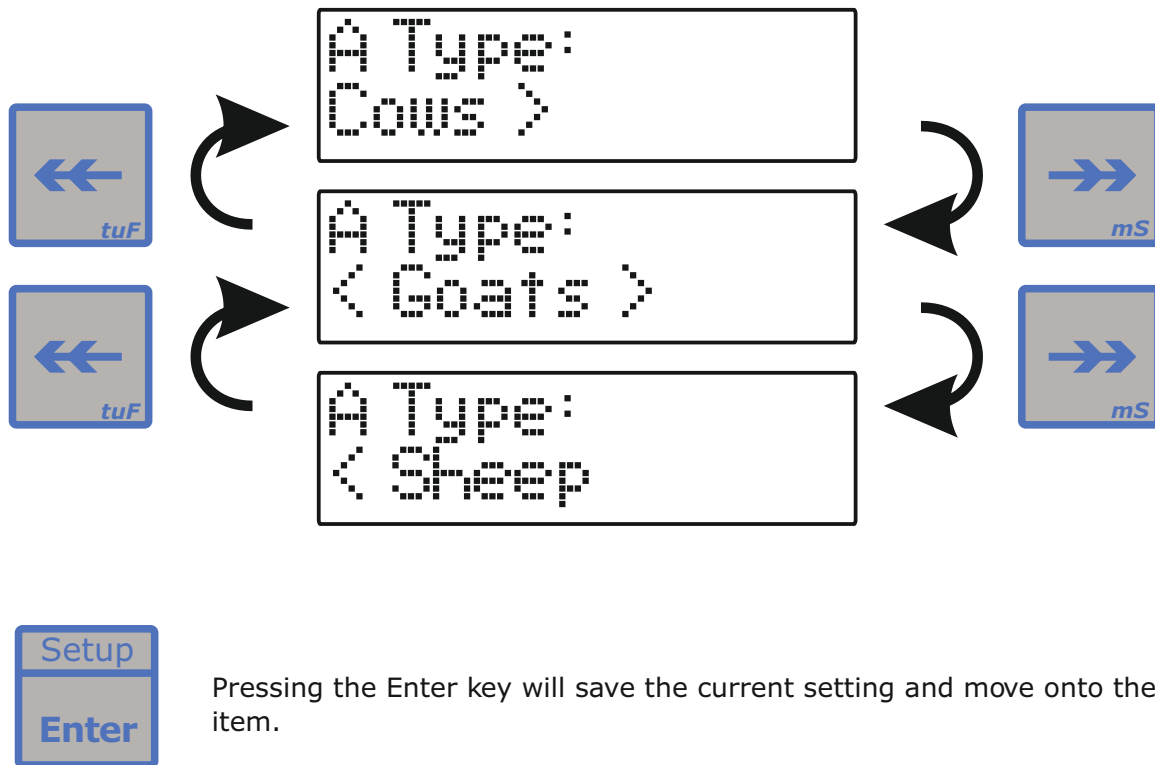 A Type:
Cows >
tuF
mS
A Type:
< Goats >
tuF
mS
A Type:
< Sheep
Setup
Enter
Pressing the Enter key will save the current setting and move onto the
item.